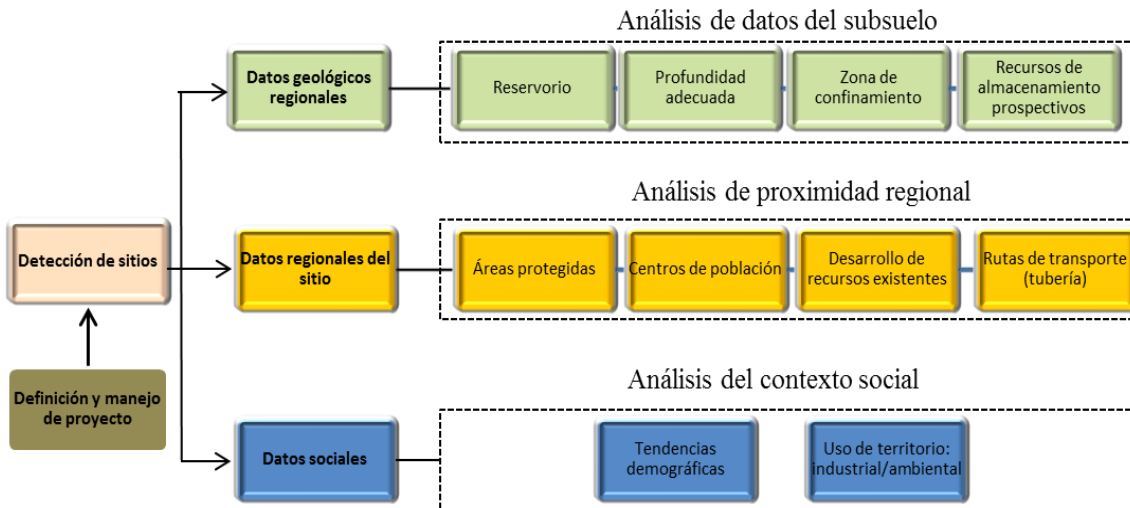 Análisis de datos del subsuelo
Datos geológicos
regionales
Reservorio
Profundidad
adecuada
Zona de
confinamiento
Recursos de
almacenamiento
prospectivos
Análisis de proximidad regional
Detección de sitios
Datos regionales del
sitio
Áreas protegidas
Centros de población
Desarrollo de
recursos existentes
Rutas de transporte
(tubería)
Definición y manejo
de proyecto
Análisis del contexto social
Datos sociales
Tendencias
demográficas
Uso de territorio:
industrial/ambiental